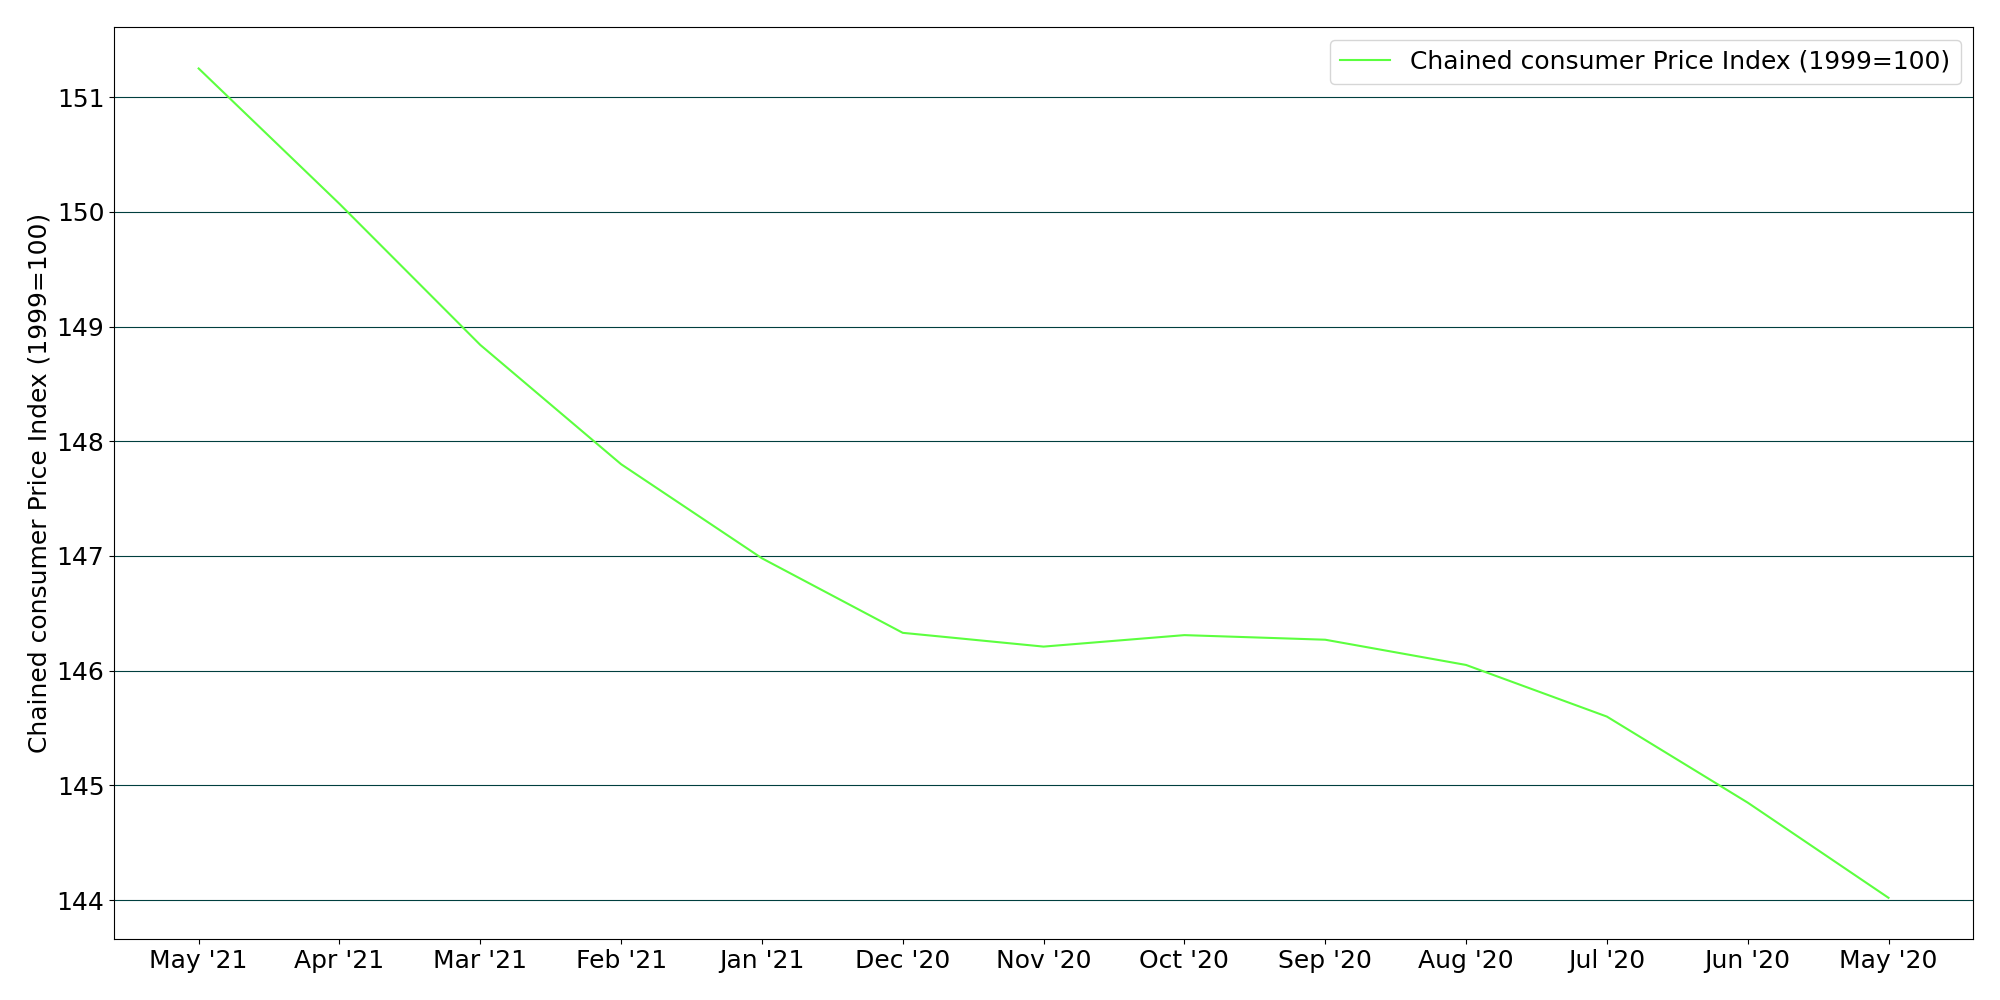 Chained consumer Price Index (1999=100)
Chained consumer Price Index (1999=100)
151
150
149
148
147
146
145
144
May '21 Apr '21 Mar '21 Feb '21 Jan '21 Dec '20 Nov '20 Oct '20 Sep '20 Aug '20 Jul '20 Jun '20 May '20